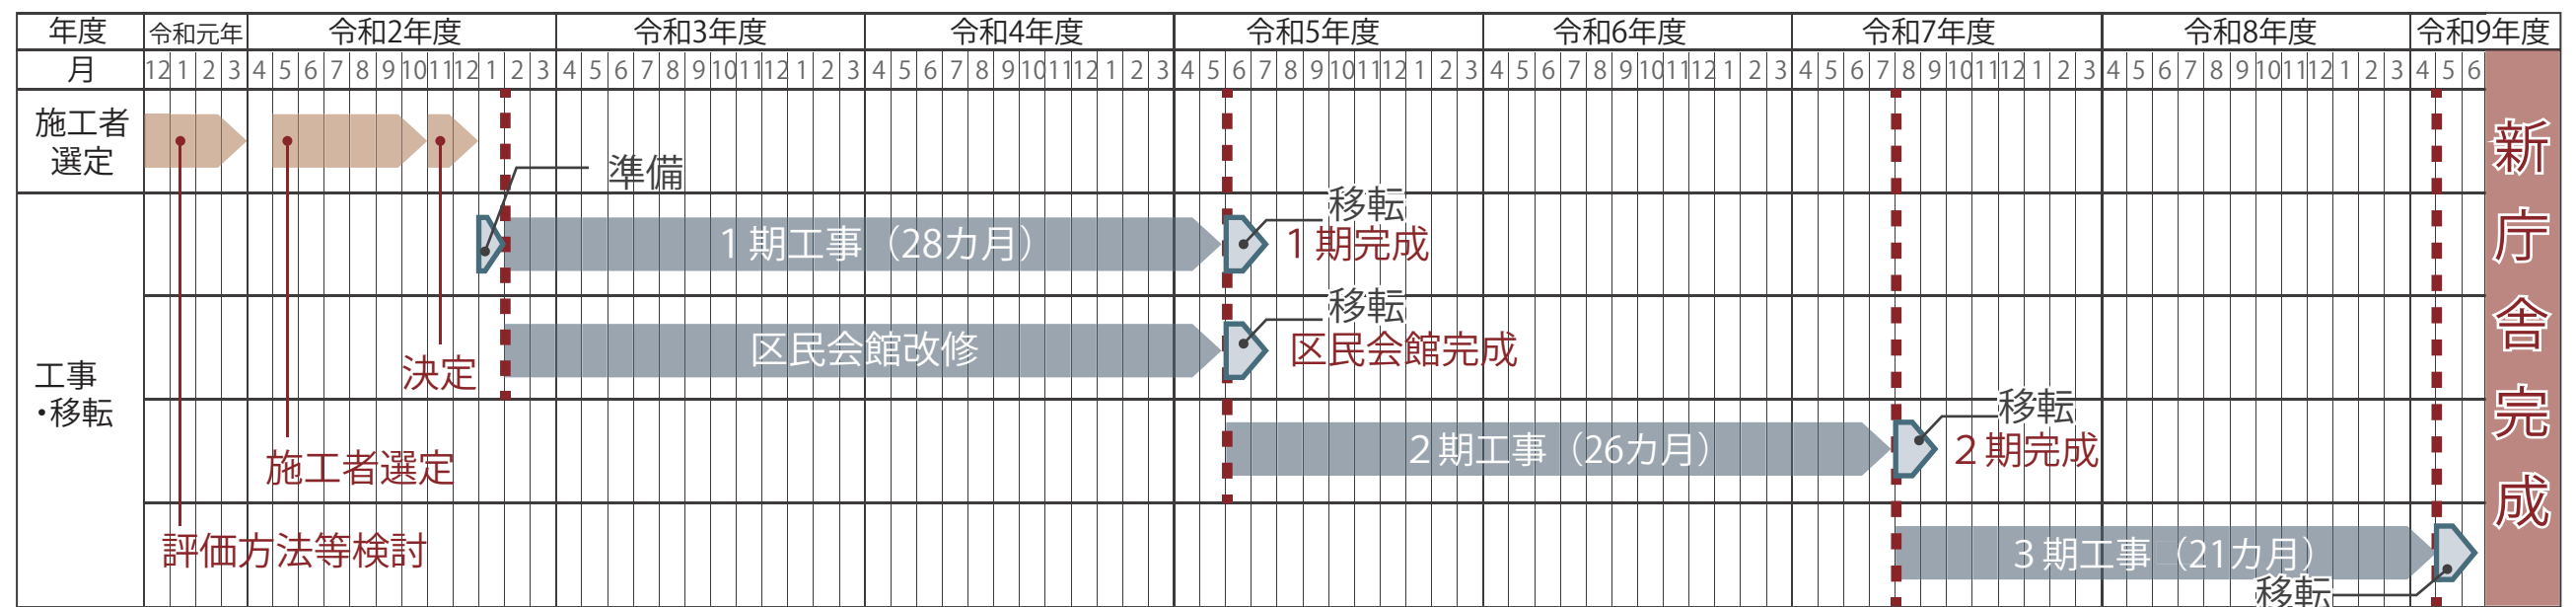 年度 令和元年 令和2年度 令和3年度 令和4年度 令和5年度 令和6年度 令和7年度 令和8年度 令和9年度
月 12 1 2 3 4 5 6 7 8 9 10 11 12 1 2 3 4 5 6 7 8 9 10 11 12 1 2 3 4 5 6 7 8 9 10 11 12 1 2 3 4 5 6 7 8 9 10 11 12 1 2 3 4 5 6 7 8 9 10 11 12 1 2 3 4 5 6 7 8 9 10 11 12 1 2 3 4 5 6 7 8 9 10 11 12 1 2 3 4 5 6
施工者
選定
準備
移転
1期工事（28カ月）
1期完成
移転
区民会館改修
区民会館完成
決定
工事
・移転
移転
2期工事（26カ月）
2期完成
施工者選定
評価方法等検討
3期工事（21カ月）
移転
新庁舎完成